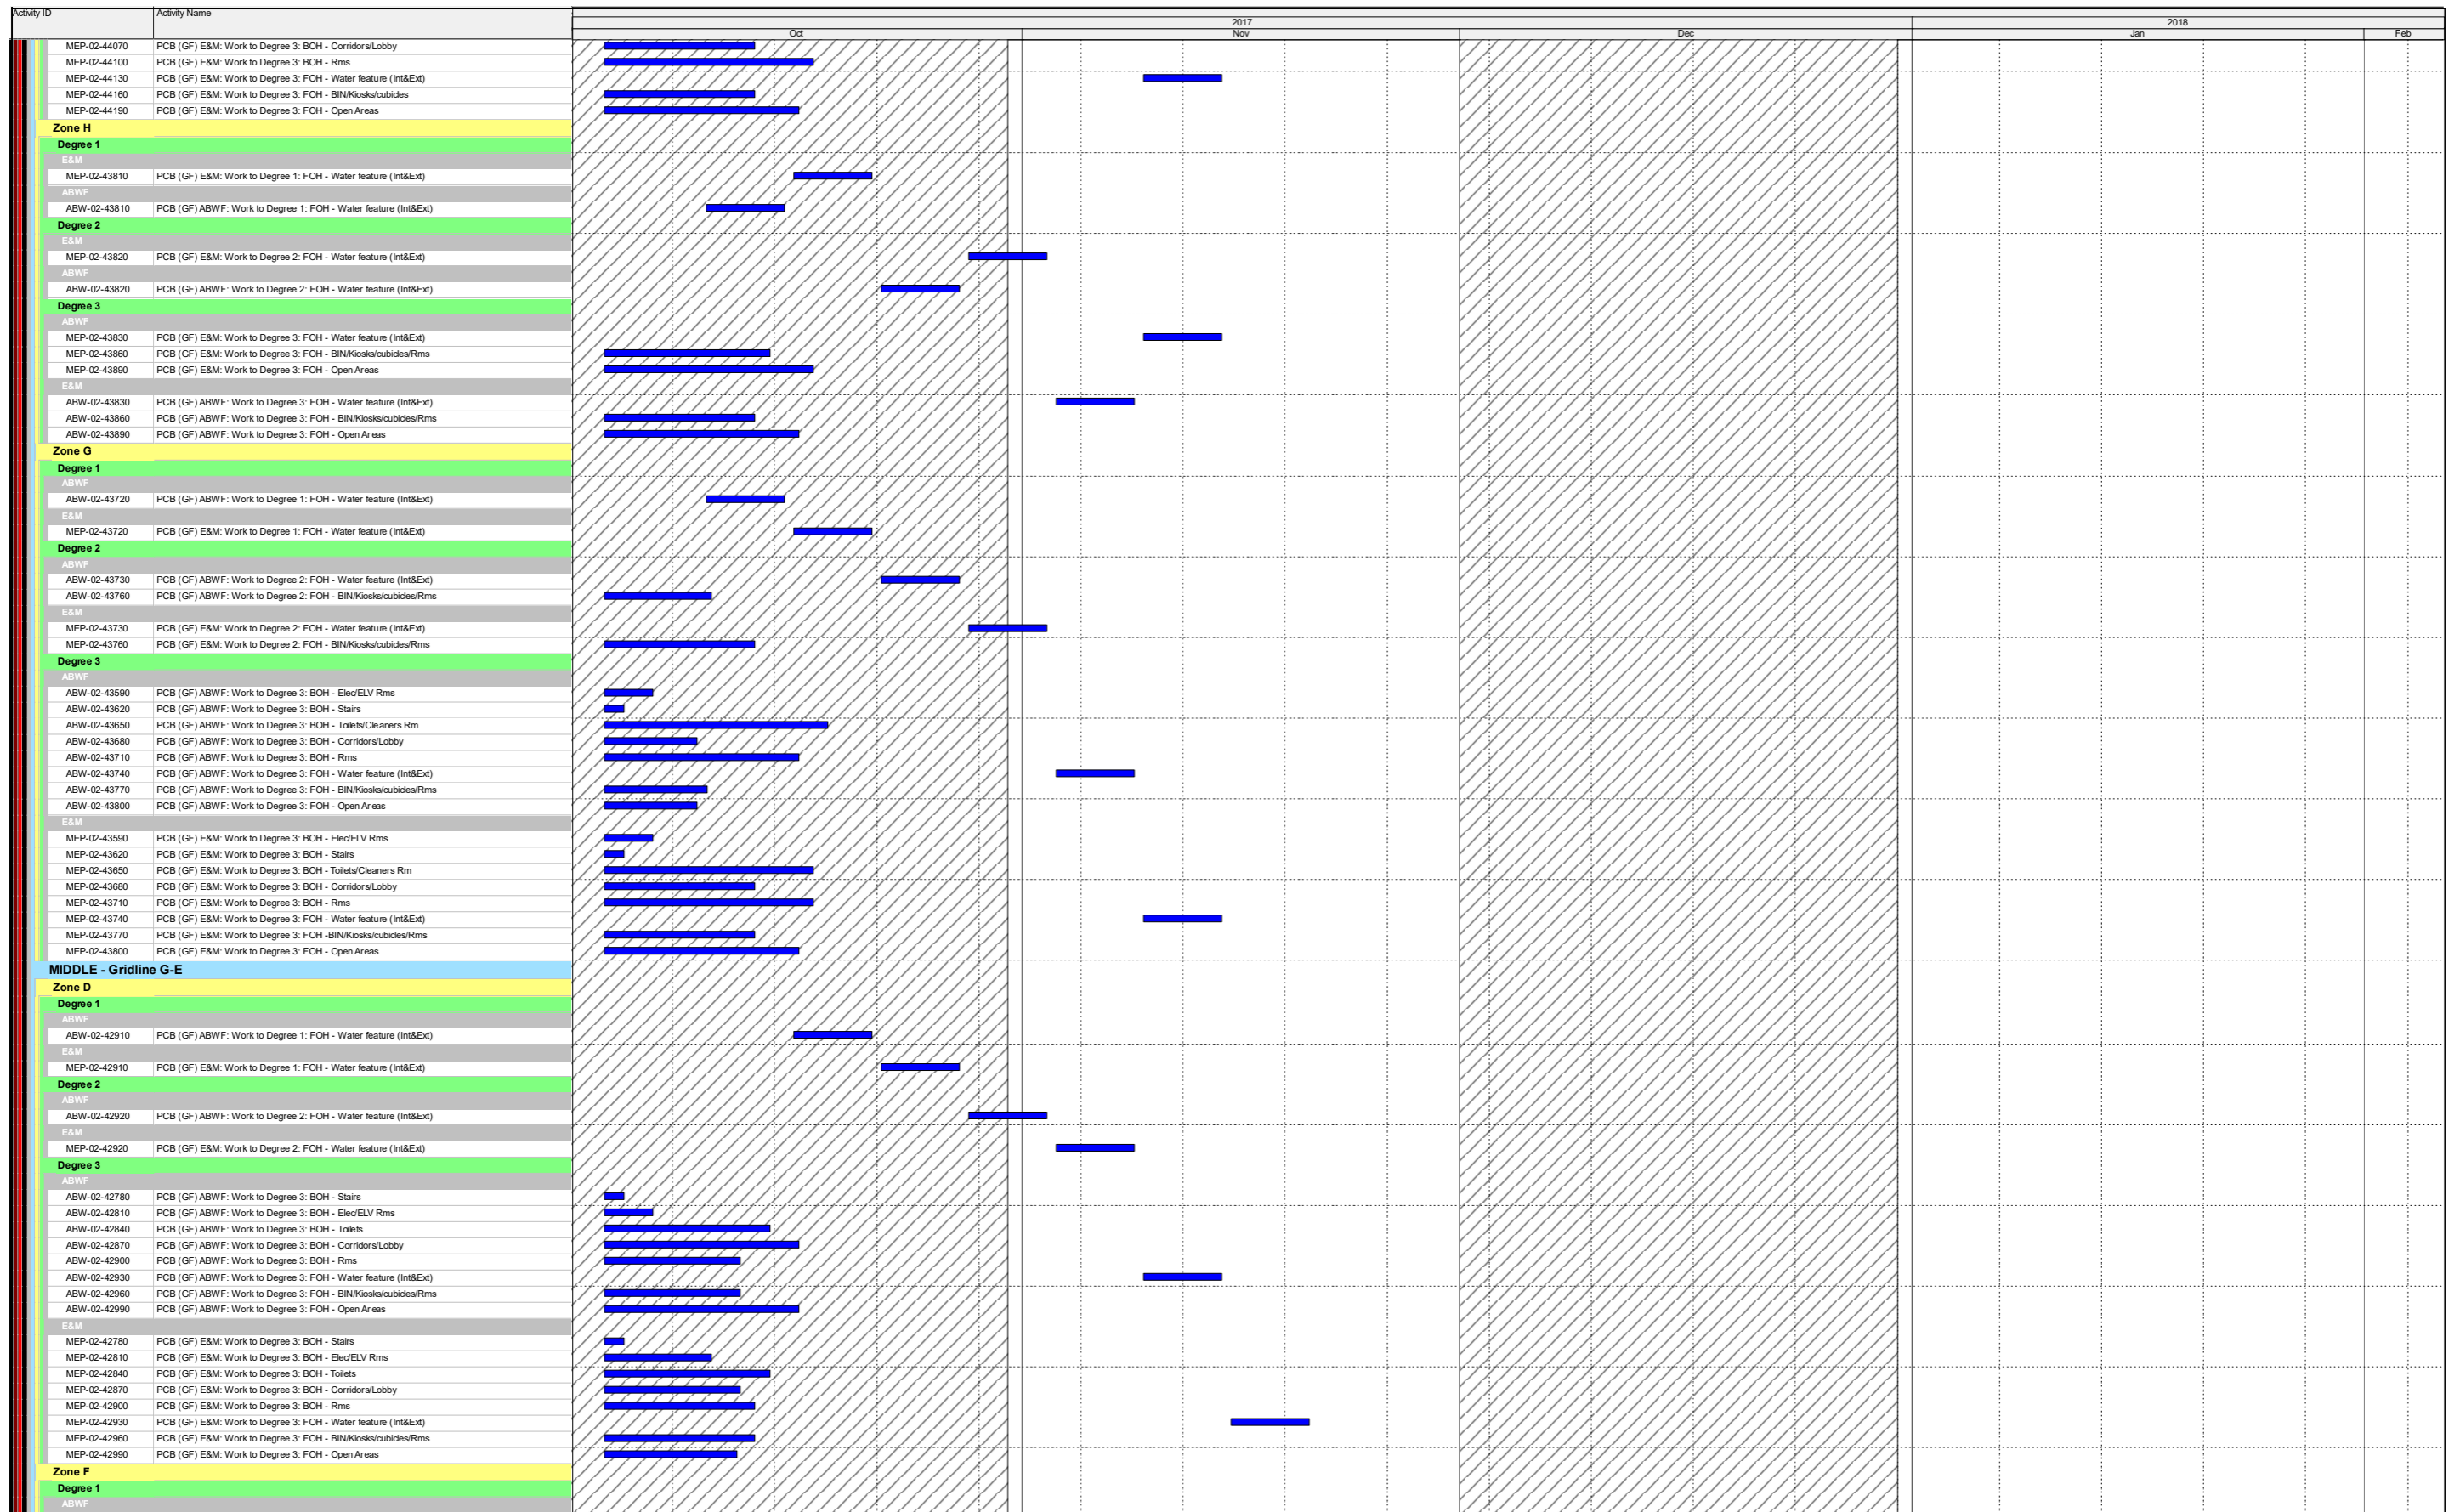 Activity ID Activity Name
2017 2018
Oct Nov Dec Jan Feb
MEP-02-44070 PCB (GF) E&M: Work to Degree 3: BOH - Corridors/Lobby
MEP-02-44100 PCB (GF) E&M: Work to Degree 3: BOH - Rms
MEP-02-44130 PCB (GF) E&M: Work to Degree 3: FOH - Water feature (Int&Ext)
MEP-02-44160 PCB (GF) E&M: Work to Degree 3: FOH - BIN/Kiosks/cubicles
MEP-02-44190 PCB (GF) E&M: Work to Degree 3: FOH - Open Areas
Zone H
Degree 1
E&M
MEP-02-43810 PCB (GF) E&M: Work to Degree 1: FOH - Water feature (Int&Ext)
ABWF
ABW-02-43810 PCB (GF) ABWF: Work to Degree 1: FOH - Water feature (Int&Ext)
Degree 2
E&M
MEP-02-43820 PCB (GF) E&M: Work to Degree 2: FOH - Water feature (Int&Ext)
ABWF
ABW-02-43820 PCB (GF) ABWF: Work to Degree 2: FOH - Water feature (Int&Ext)
Degree 3
ABWF
MEP-02-43830 PCB (GF) E&M: Work to Degree 3: FOH - Water feature (Int&Ext)
MEP-02-43860 PCB (GF) E&M: Work to Degree 3: FOH - BIN/Kiosks/cubicles/Rms
MEP-02-43890 PCB (GF) E&M: Work to Degree 3: FOH - Open Areas
E&M
ABW-02-43830 PCB (GF) ABWF: Work to Degree 3: FOH - Water feature (Int&Ext)
ABW-02-43860 PCB (GF) ABWF: Work to Degree 3: FOH - BIN/Kiosks/cubicles/Rms
ABW-02-43890 PCB (GF) ABWF: Work to Degree 3: FOH - Open Areas
Zone G
Degree 1
ABWF
ABW-02-43720 PCB (GF) ABWF: Work to Degree 1: FOH - Water feature (Int&Ext)
E&M
MEP-02-43720 PCB (GF) E&M: Work to Degree 1: FOH - Water feature (Int&Ext)
Degree 2
ABWF
ABW-02-43730 PCB (GF) ABWF: Work to Degree 2: FOH - Water feature (Int&Ext)
ABW-02-43760 PCB (GF) ABWF: Work to Degree 2: FOH - BIN/Kiosks/cubicles/Rms
E&M
MEP-02-43730 PCB (GF) E&M: Work to Degree 2: FOH - Water feature (Int&Ext)
MEP-02-43760 PCB (GF) E&M: Work to Degree 2: FOH - BIN/Kiosks/cubicles/Rms
Degree 3
ABWF
ABW-02-43590 PCB (GF) ABWF: Work to Degree 3: BOH - Elec/ELV Rms
ABW-02-43620 PCB (GF) ABWF: Work to Degree 3: BOH - Stairs
ABW-02-43650 PCB (GF) ABWF: Work to Degree 3: BOH - Toilets/Cleaners Rm
ABW-02-43680 PCB (GF) ABWF: Work to Degree 3: BOH - Corridors/Lobby
ABW-02-43710 PCB (GF) ABWF: Work to Degree 3: BOH - Rms
ABW-02-43740 PCB (GF) ABWF: Work to Degree 3: FOH - Water feature (Int&Ext)
ABW-02-43770 PCB (GF) ABWF: Work to Degree 3: FOH - BIN/Kiosks/cubicles/Rms
ABW-02-43800 PCB (GF) ABWF: Work to Degree 3: FOH - Open Areas
E&M
MEP-02-43590 PCB (GF) E&M: Work to Degree 3: BOH - Elec/ELV Rms
MEP-02-43620 PCB (GF) E&M: Work to Degree 3: BOH - Stairs
MEP-02-43650 PCB (GF) E&M: Work to Degree 3: BOH - Toilets/Cleaners Rm
MEP-02-43680 PCB (GF) E&M: Work to Degree 3: BOH - Corridors/Lobby
MEP-02-43710 PCB (GF) E&M: Work to Degree 3: BOH - Rms
MEP-02-43740 PCB (GF) E&M: Work to Degree 3: FOH - Water feature (Int&Ext)
MEP-02-43770 PCB (GF) E&M: Work to Degree 3: FOH -BIN/Kiosks/cubicles/Rms
MEP-02-43800 PCB (GF) E&M: Work to Degree 3: FOH - Open Areas
MIDDLE - Gridline G-E
Zone D
Degree 1
ABWF
ABW-02-42910 PCB (GF) ABWF: Work to Degree 1: FOH - Water feature (Int&Ext)
E&M
MEP-02-42910 PCB (GF) E&M: Work to Degree 1: FOH - Water feature (Int&Ext)
Degree 2
ABWF
ABW-02-42920 PCB (GF) ABWF: Work to Degree 2: FOH - Water feature (Int&Ext)
E&M
MEP-02-42920 PCB (GF) E&M: Work to Degree 2: FOH - Water feature (Int&Ext)
Degree 3
ABWF
ABW-02-42780 PCB (GF) ABWF: Work to Degree 3: BOH - Stairs
ABW-02-42810 PCB (GF) ABWF: Work to Degree 3: BOH - Elec/ELV Rms
ABW-02-42840 PCB (GF) ABWF: Work to Degree 3: BOH - Toilets
ABW-02-42870 PCB (GF) ABWF: Work to Degree 3: BOH - Corridors/Lobby
ABW-02-42900 PCB (GF) ABWF: Work to Degree 3: BOH - Rms
ABW-02-42930 PCB (GF) ABWF: Work to Degree 3: FOH - Water feature (Int&Ext)
ABW-02-42960 PCB (GF) ABWF: Work to Degree 3: FOH - BIN/Kiosks/cubicles/Rms
ABW-02-42990 PCB (GF) ABWF: Work to Degree 3: FOH - Open Areas
E&M
MEP-02-42780 PCB (GF) E&M: Work to Degree 3: BOH - Stairs
MEP-02-42810 PCB (GF) E&M: Work to Degree 3: BOH - Elec/ELV Rms
MEP-02-42840 PCB (GF) E&M: Work to Degree 3: BOH - Toilets
MEP-02-42870 PCB (GF) E&M: Work to Degree 3: BOH - Corridors/Lobby
MEP-02-42900 PCB (GF) E&M: Work to Degree 3: BOH - Rms
MEP-02-42930 PCB (GF) E&M: Work to Degree 3: FOH - Water feature (Int&Ext)
MEP-02-42960 PCB (GF) E&M: Work to Degree 3: FOH - BIN/Kiosks/cubicles/Rms
MEP-02-42990 PCB (GF) E&M: Work to Degree 3: FOH - Open Areas
Zone F
Degree 1
ABWF